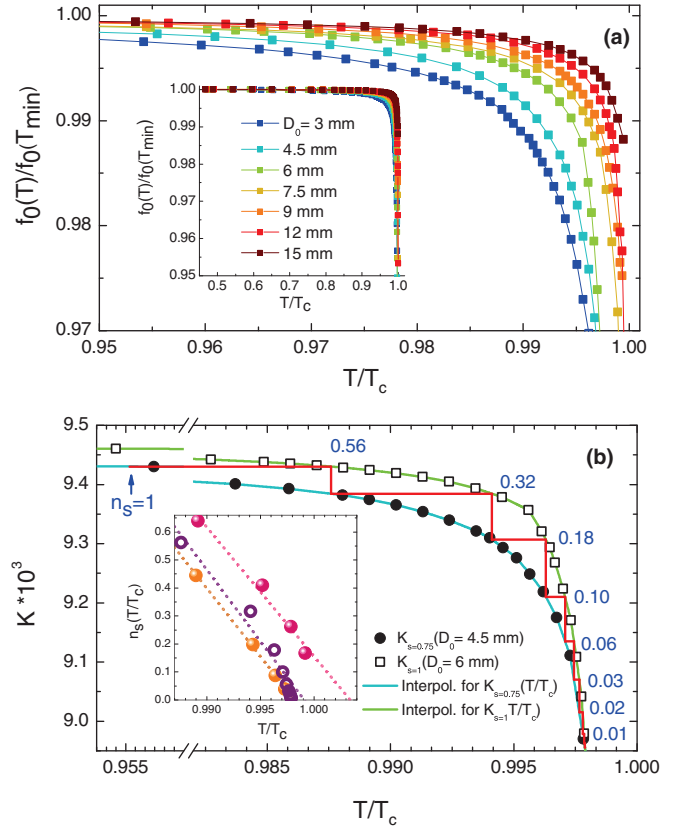 1.00
0.99
0.98
0.97
f₀(T)/f₀(Tmin)
(a)
1.000
0.995
0.99
0.98
0.97
0.96
0.95
f₀(T)/f₀(Tmin)
D₀= 3 mm
4.5 mm
6 mm
7.5 mm
9 mm
12 mm
15 mm
0.5 0.6 0.7 0.8 0.9 1.0
T/Tc
0.95 0.96 0.97 0.98 0.99 1.00
T/Tc
9.5
9.4
9.3
9.2
9.1
9.0
K *10³
(b)
0.56
0.32
0.18
0.10
0.06
0.03
0.02
0.01
nS=1
0.6
0.5
0.4
0.3
0.2
0.1
0.0
nS(T/Tc)
0.990 0.995 1.000
T/Tc
Ks=0.75(D₀= 4.5 mm)
Ks=1(D₀= 6 mm)
Interpol. for Ks=0.75(T/Tc)
Interpol. for Ks=1T/Tc)
0.955 0.985 0.990 0.995 1.000
T/Tc